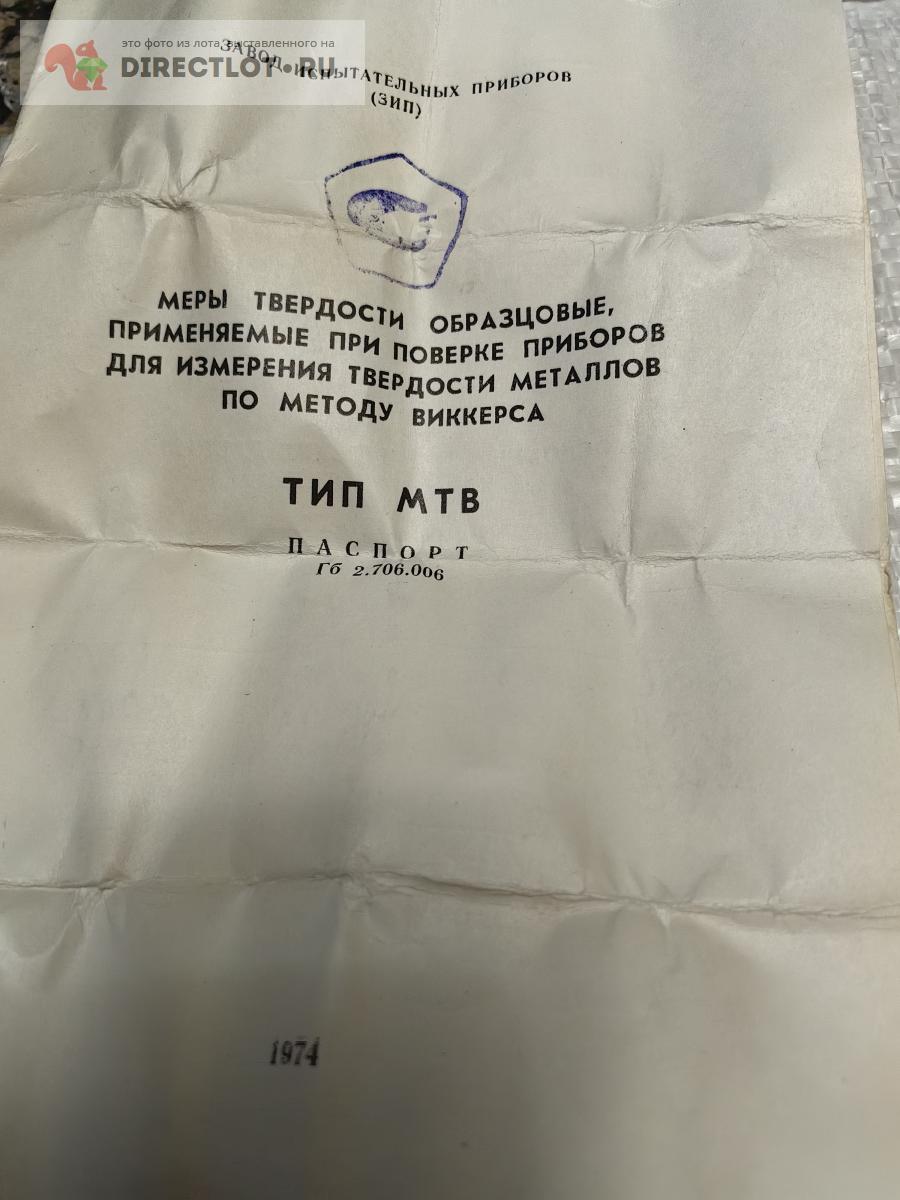 это фото из лота, выставленного на
DIRECTLOT.RU
ЗАВОД ИСПЫТАТЕЛЬНЫХ ПРИБОРОВ
(ЗИП)
МЕРЫ ТВЕРДОСТИ ОБРАЗЦОВЫЕ,
ПРИМЕНЯЕМЫЕ ПРИ ПОВЕРКЕ ПРИБОРОВ
ДЛЯ ИЗМЕРЕНИЯ ТВЕРДОСТИ МЕТАЛЛОВ
ПО МЕТОДУ ВИККЕРСА
ТИП МТВ
ПАСПОРТ
Гб 2.706.006
1974